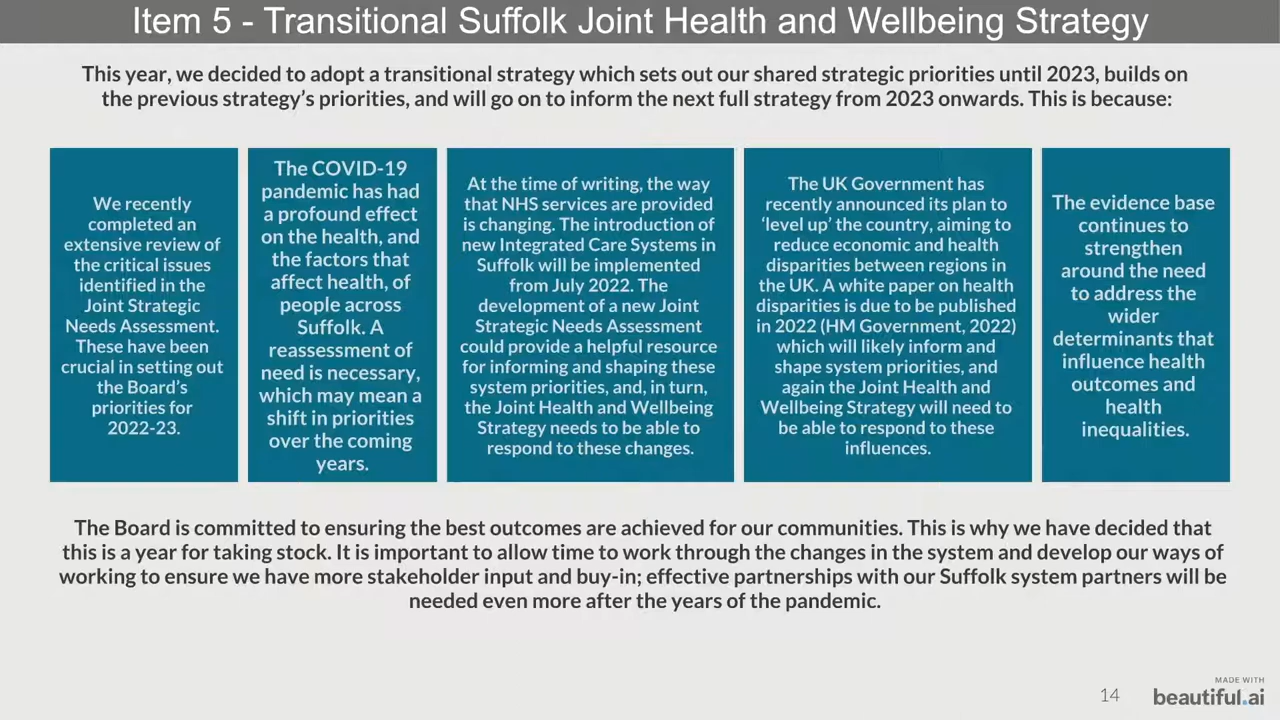 Item 5 - Transitional Suffolk Joint Health and Wellbeing Strategy
This year, we decided to adopt a transitional strategy which sets out our shared strategic priorities until 2023, builds on
the previous strategy's priorities, and will go on to inform the next full strategy from 2023 onwards. This is because:
We recently
completed an
extensive review of
the critical issues
identified in the
Joint Strategic
Needs Assessment.
These have been
crucial in setting out
the Board's
priorities for
2022-23.
The COVID-19
pandemic has had
a profound effect
on the health, and
the factors that
affect health, of
people across
Suffolk. A
reassessment of
need is necessary,
which may mean a
shift in priorities
over the coming
years.
At the time of writing, the way
that NHS services are provided
is changing. The introduction of
new Integrated Care Systems in
Suffolk will be implemented
from July 2022. The
development of a new Joint
Strategic Needs Assessment
could provide a helpful resource
for informing and shaping these
system priorities, and, in turn,
the Joint Health and Wellbeing
Strategy needs to be able to
respond to these changes.
The UK Government has
recently announced its plan to
‘level up’ the country, aiming to
reduce economic and health
disparities between regions in
the UK. A white paper on health
disparities is due to be published
in 2022 (HM Government, 2022)
which will likely inform and
shape system priorities, and
again the Joint Health and
Wellbeing Strategy will need to
be able to respond to these
influences.
The evidence base
continues to
strengthen
around the need
to address the
wider
determinants that
influence health
outcomes and
health
inequalities.
The Board is committed to ensuring the best outcomes are achieved for our communities. This is why we have decided that
this is a year for taking stock. It is important to allow time to work through the changes in the system and develop our ways of
working to ensure we have more stakeholder input and buy-in; effective partnerships with our Suffolk system partners will be
needed even more after the years of the pandemic.
14
MADE WITH
beautiful.ai